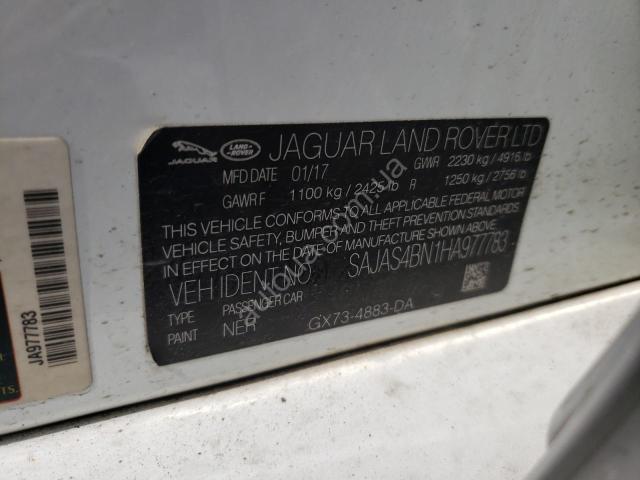 JAGUAR
LAND-
ROVER
JAGUAR LAND ROVER LTD
MFD DATE 01/17 GVWR 2230 kg / 4916 lb
GAWR F 1100 kg / 2425 lb R 1250 kg / 2756 lb
THIS VEHICLE CONFORMS TO ALL APPLICABLE FEDERAL MOTOR
VEHICLE SAFETY, BUMPER AND THEFT PREVENTION STANDARDS
IN EFFECT ON THE DATE OF MANUFACTURE SHOWN ABOVE
VEH IDENT NO. SAJAS4BN1HA977783
TYPE PASSENGER CAR
PAINT NER GX73-4883-DA
JA977783
TS.